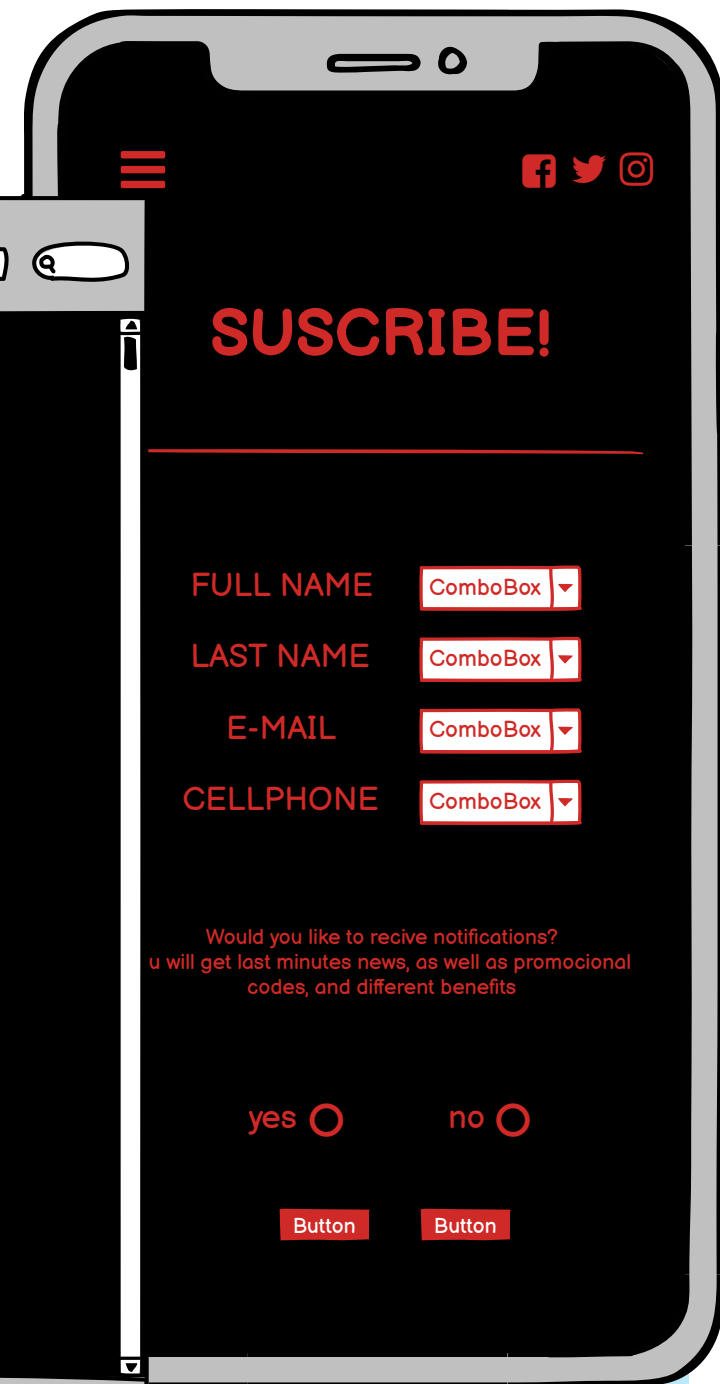 SUSCRIBE!
FULL NAME ComboBox
LAST NAME ComboBox
E-MAIL ComboBox
CELLPHONE ComboBox
Would you like to recive notifications?
u will get last minutes news, as well as promocional
codes, and different benefits
yes no
Button Button